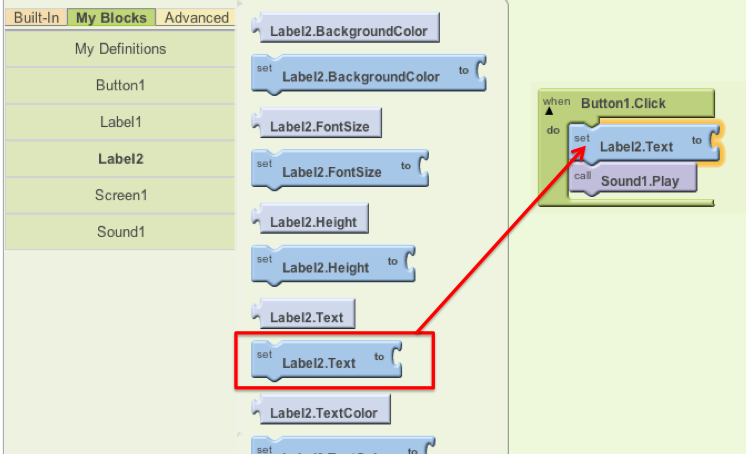 Built-In My Blocks Advanced
My Definitions
Button1
Label1
Label2
Screen1
Sound1
Label2.BackgroundColor
set Label2.BackgroundColor to
Label2.FontSize
set Label2.FontSize to
Label2.Height
set Label2.Height to
Label2.Text
set Label2.Text to
Label2.TextColor
set Label2.TextColor to
when Button1.Click
do set Label2.Text to
call Sound1.Play